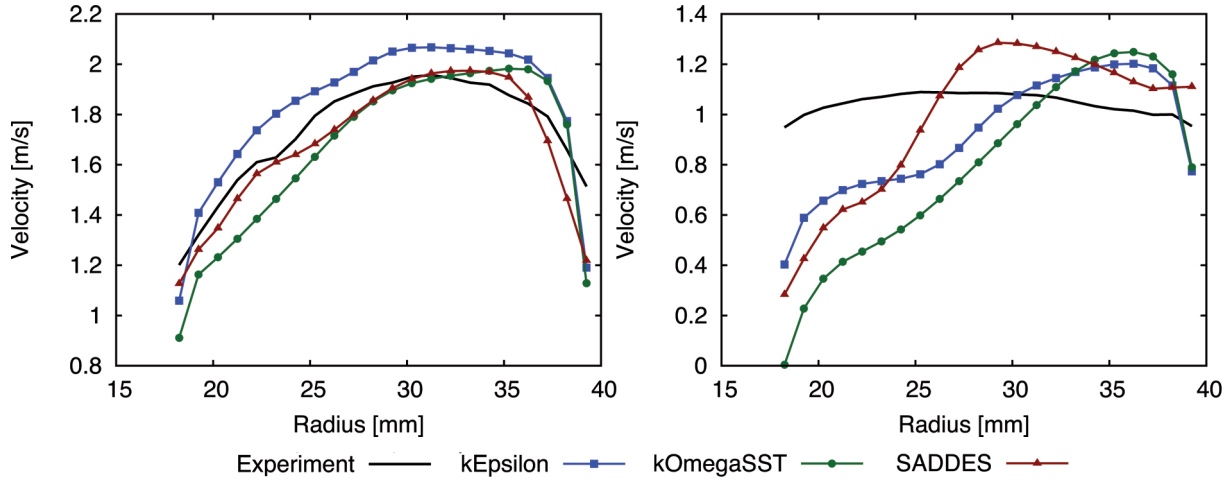 2.2
2
1.8
1.6
1.4
1.2
1
0.8
Velocity [m/s]
15 20 25 30 35 40
Radius [mm]
1.4
1.2
1
0.8
0.6
0.4
0.2
0
Velocity [m/s]
15 20 25 30 35 40
Radius [mm]
Experiment kEpsilon kOmegaSST SADDES